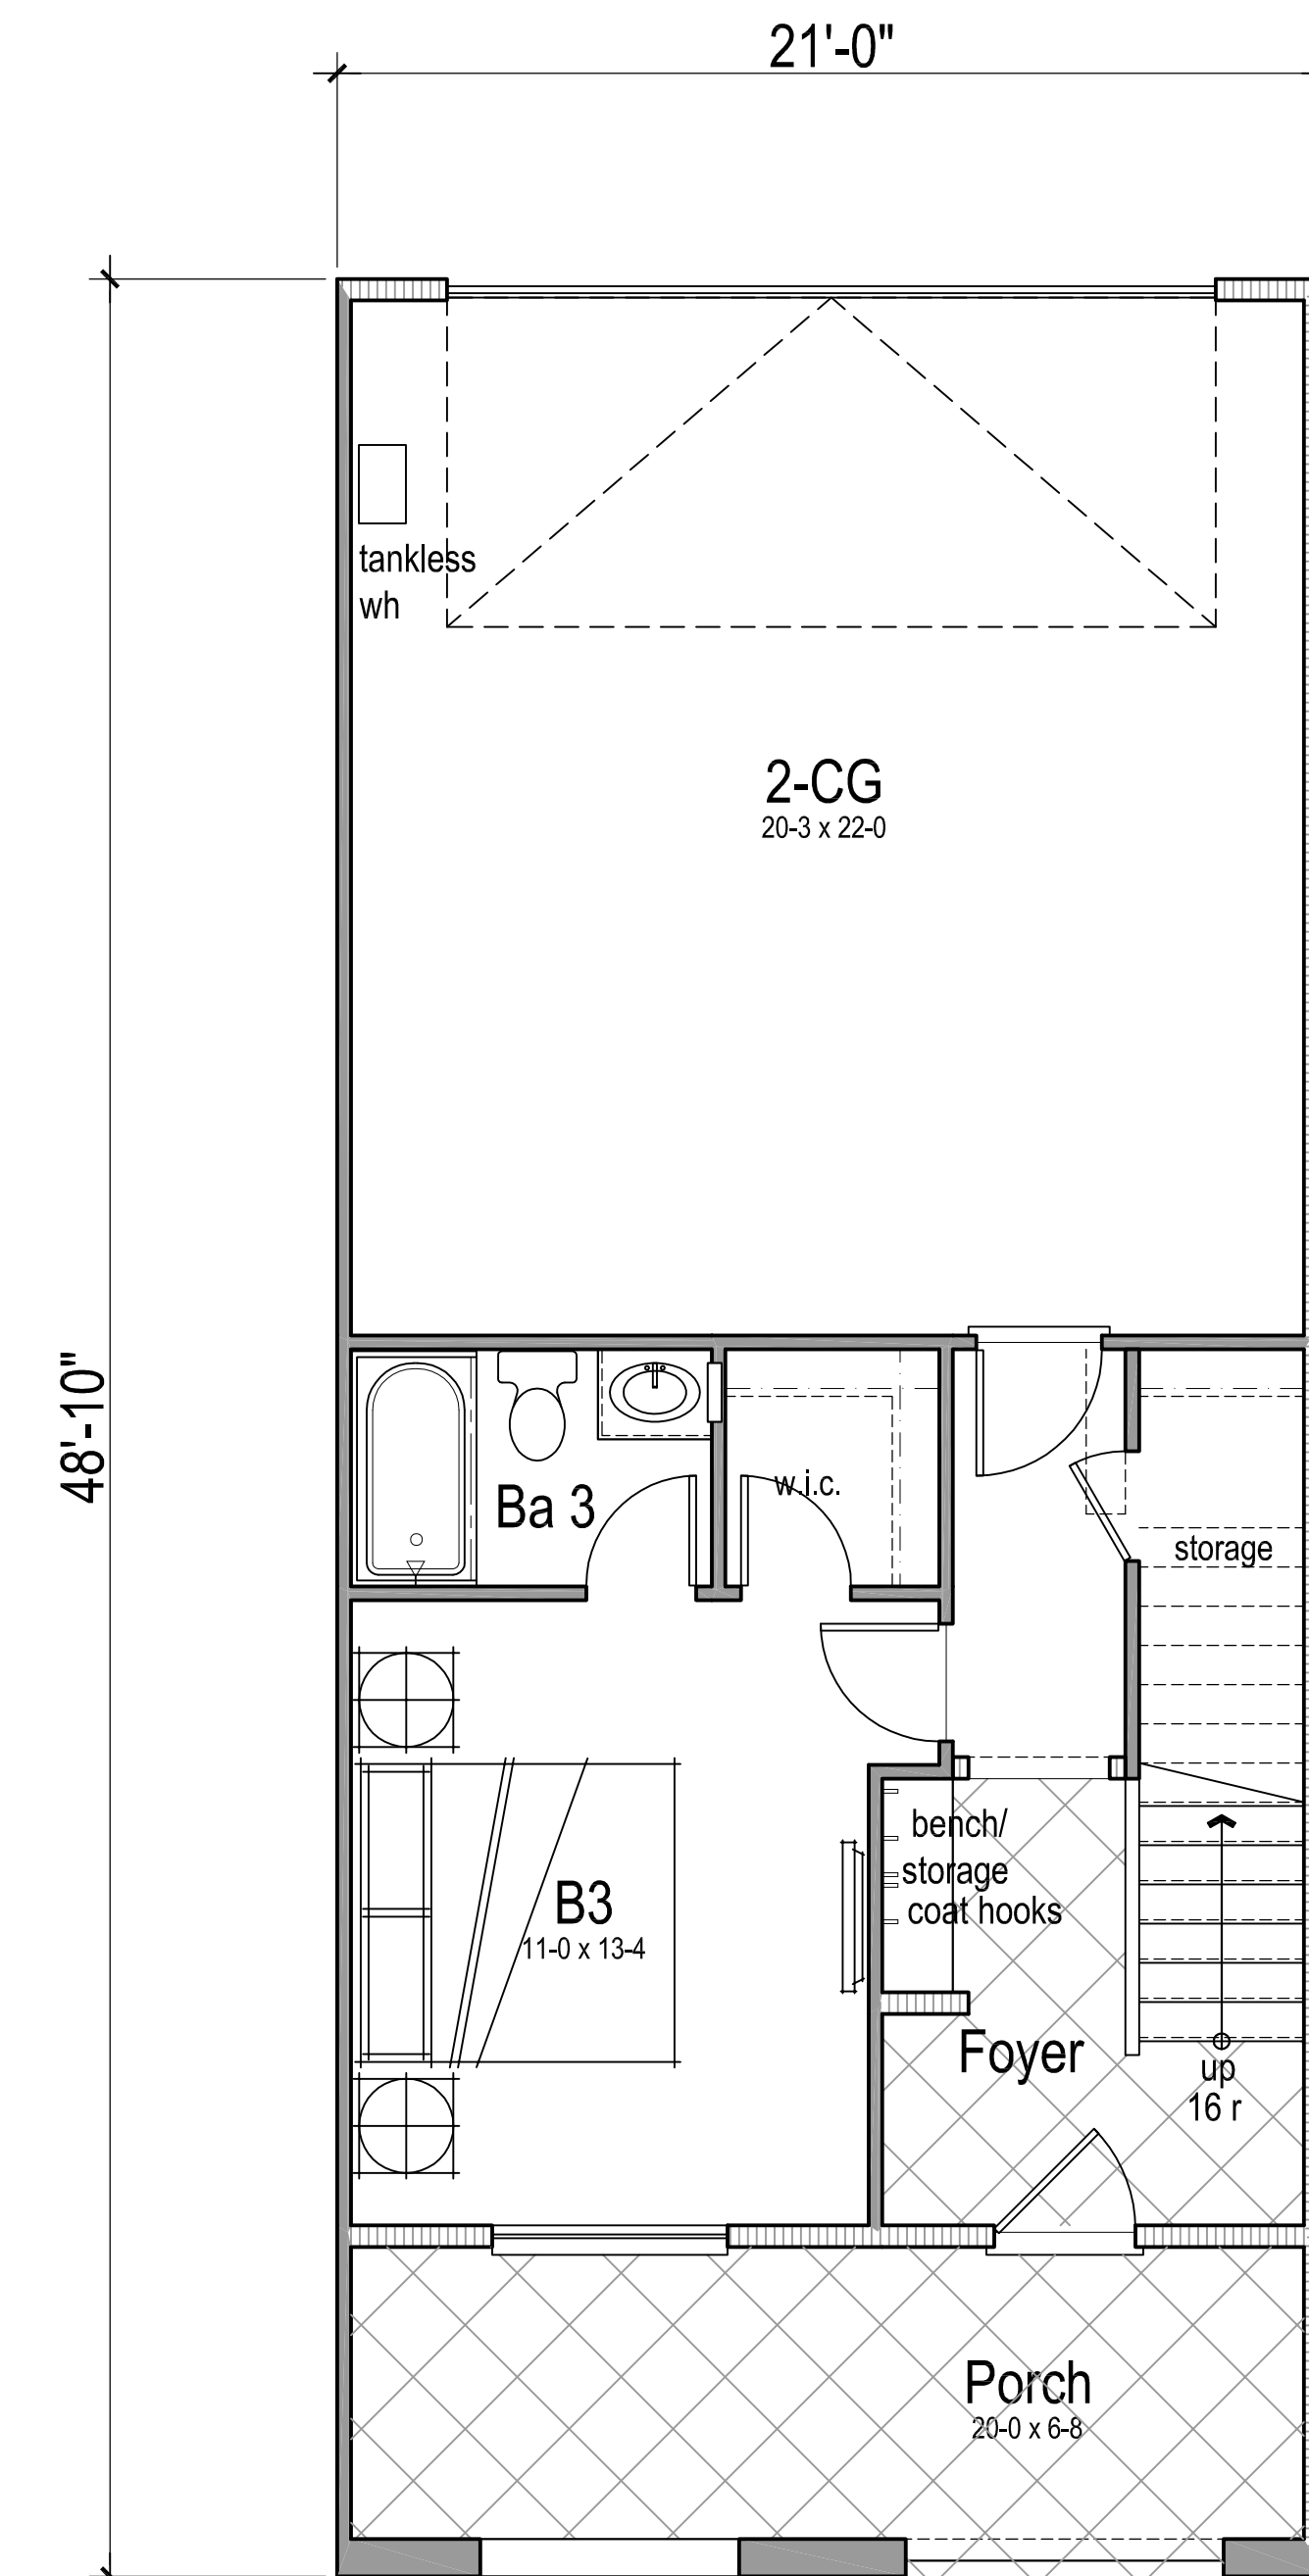 21'-0"
48'-10"
tankless
wh
2-CG
20-3 x 22-0
Ba 3
w.i.c.
storage
bench/
storage
coat hooks
B3
11-0 x 13-4
Foyer
up
16 r
Porch
20-0 x 6-8